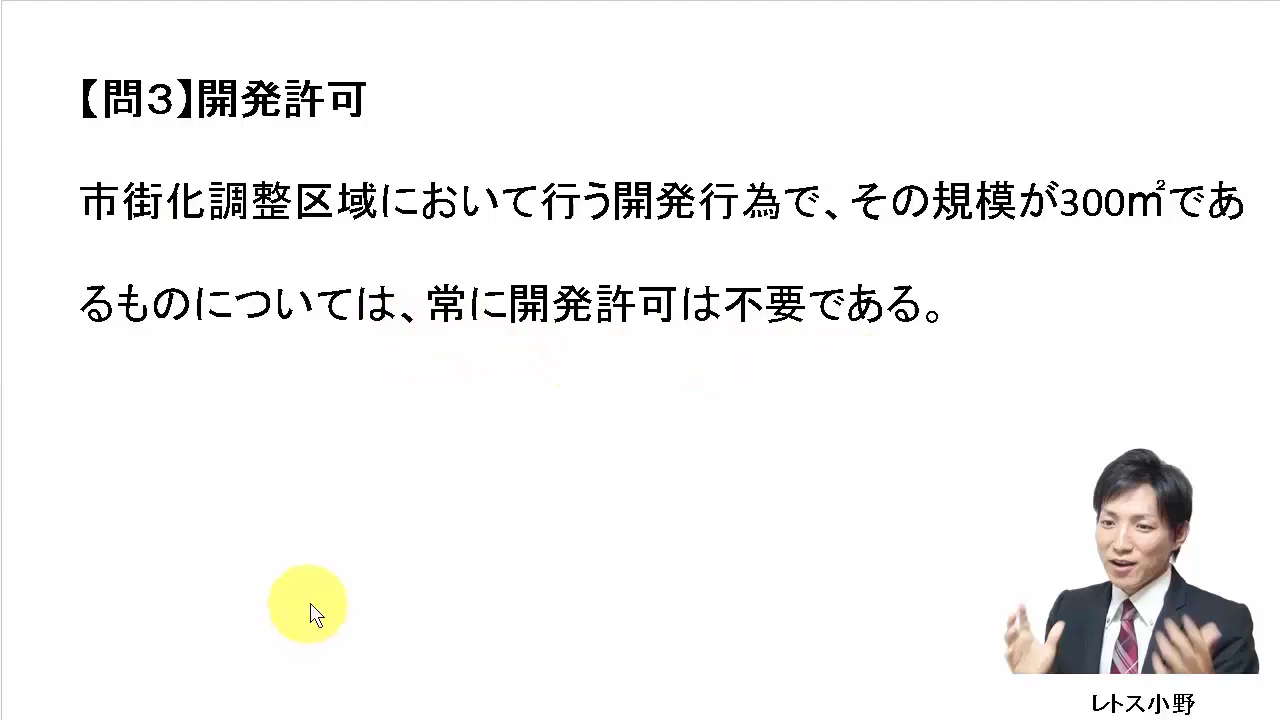 【問３】開発許可
市街化調整区域において行う開発行為で、その規模が300㎡であ
るものについては、常に開発許可は不要である。
レトス小野